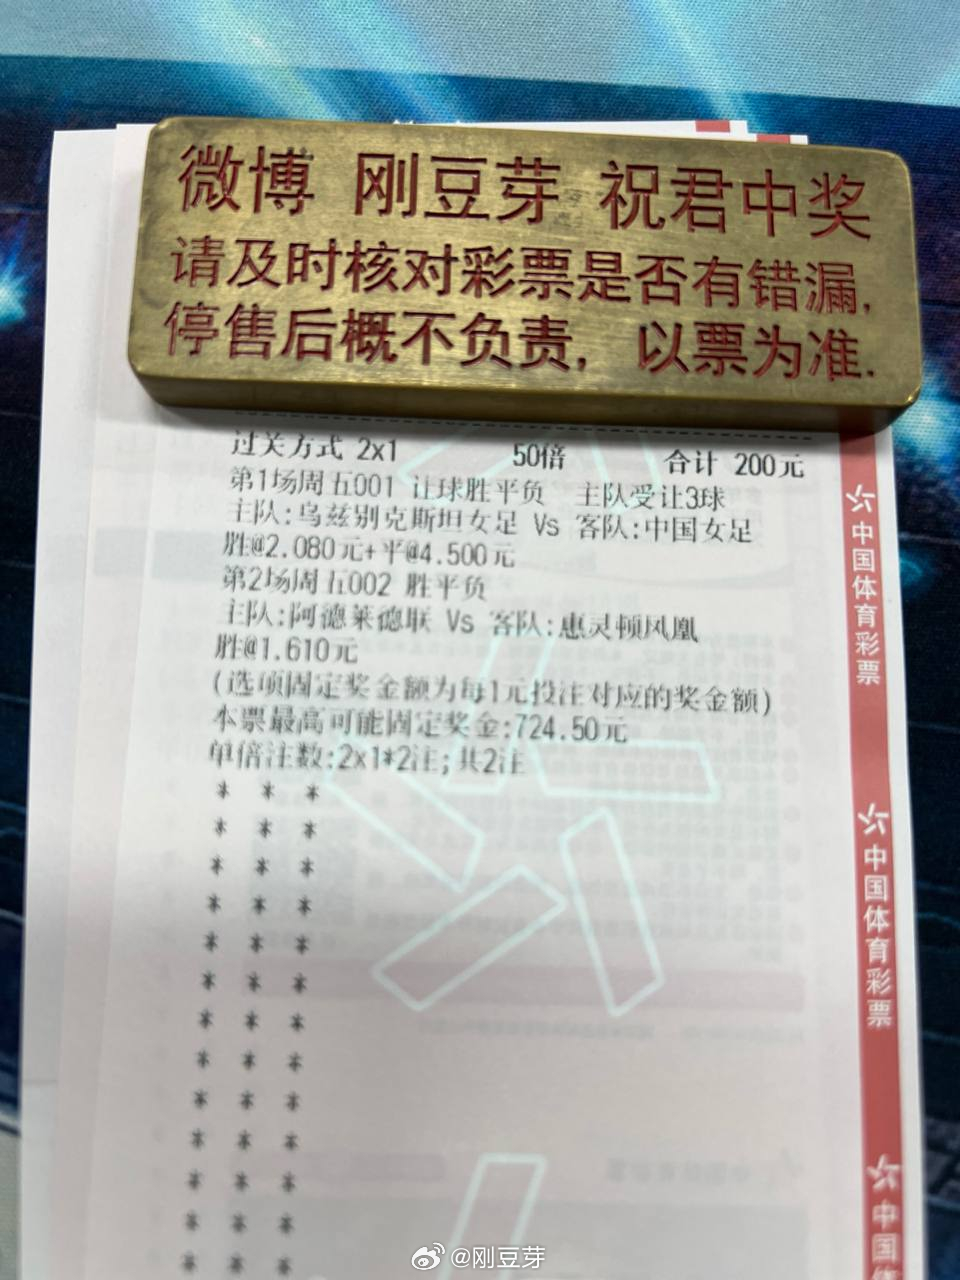 微博 刚豆芽 祝君中奖
请及时核对彩票是否有错漏.
停售后概不负责, 以票为准.
过关方式 2x1 50倍 合计 200元
第1场周五001 让球胜平负 主队受让3球
主队:乌兹别克斯坦女足 Vs 客队:中国女足
胜@2.080元+平@4.500元
第2场周五002 胜平负
主队:阿德莱德联 Vs 客队:惠灵顿凤凰
胜@1.610元
(选项固定奖金额为每1元投注对应的奖金额)
本票最高可能固定奖金:724.50元
单倍注数:2x1*2注;共2注
* * *
* * *
* * *
* * *
* * *
* * *
* * *
* * *
* * *
* * *
* * *
* * *
* * *
中国体育彩票
中国体育彩票
中国体
@刚豆芽